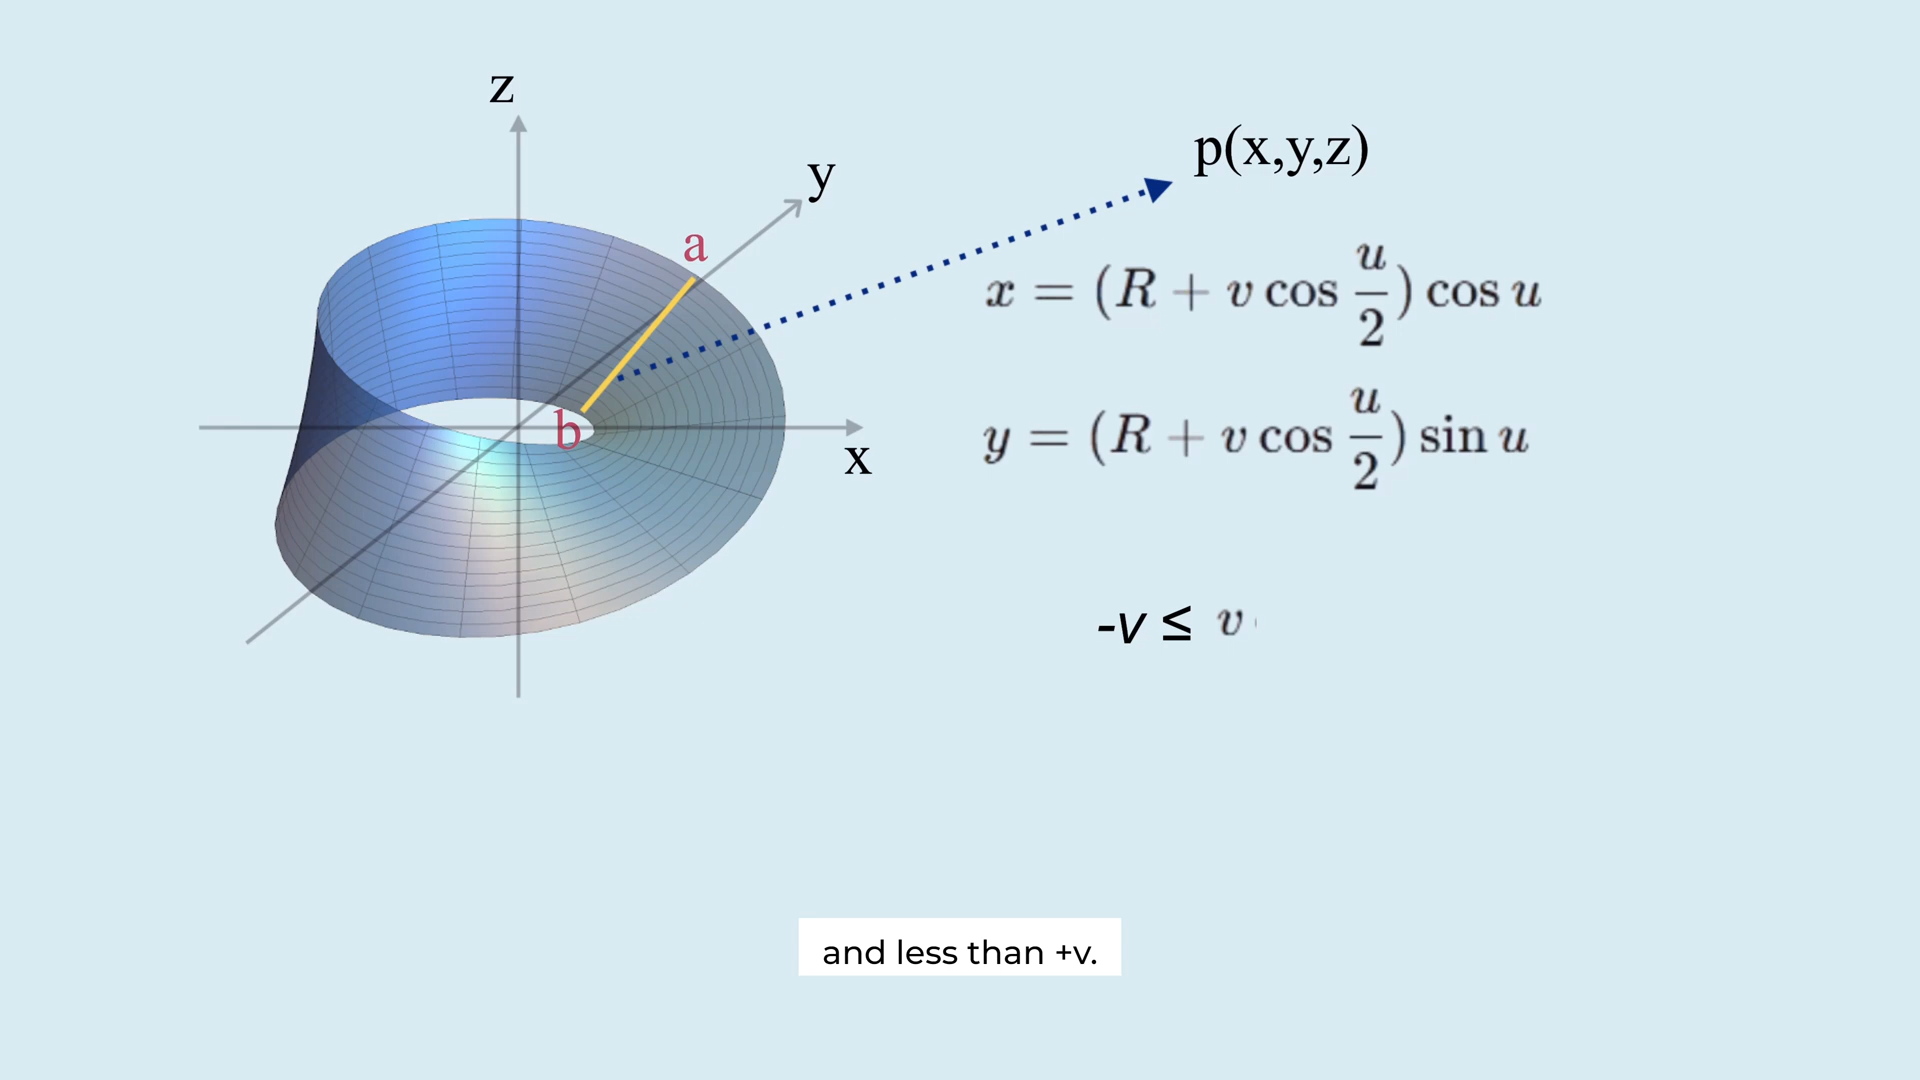 z
y
a
b
x
p(x,y,z)
x = (R + v cos u/2) cos u
y = (R + v cos u/2) sin u
-v ≤ v
and less than +v.